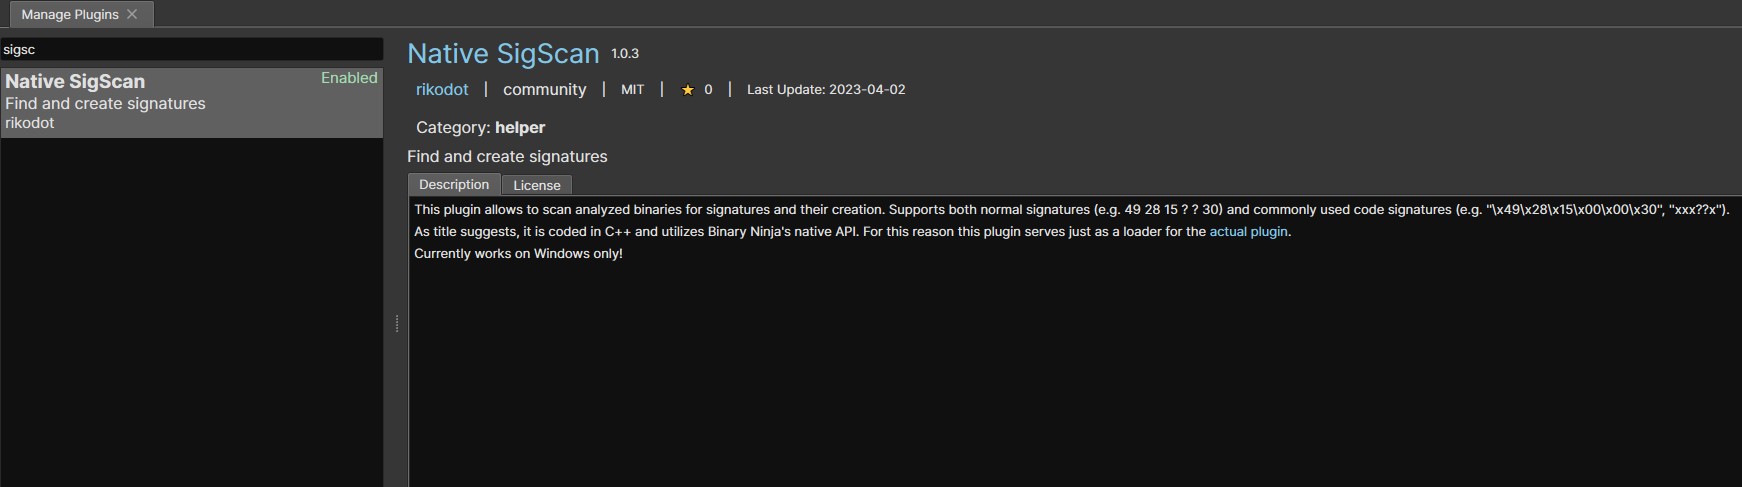 Manage Plugins
sigsc
Native SigScan Enabled
Find and create signatures
rikodot
Native SigScan 1.0.3
rikodot | community | MIT | ★ 0 | Last Update: 2023-04-02
Category: helper
Find and create signatures
Description License
This plugin allows to scan analyzed binaries for signatures and their creation. Supports both normal signatures (e.g. 49 28 15 ? ? 30) and commonly used code signatures (e.g. "\x49\x28\x15\x00\x00\x30", "xxx??x").
As title suggests, it is coded in C++ and utilizes Binary Ninja's native API. For this reason this plugin serves just as a loader for the actual plugin.
Currently works on Windows only!